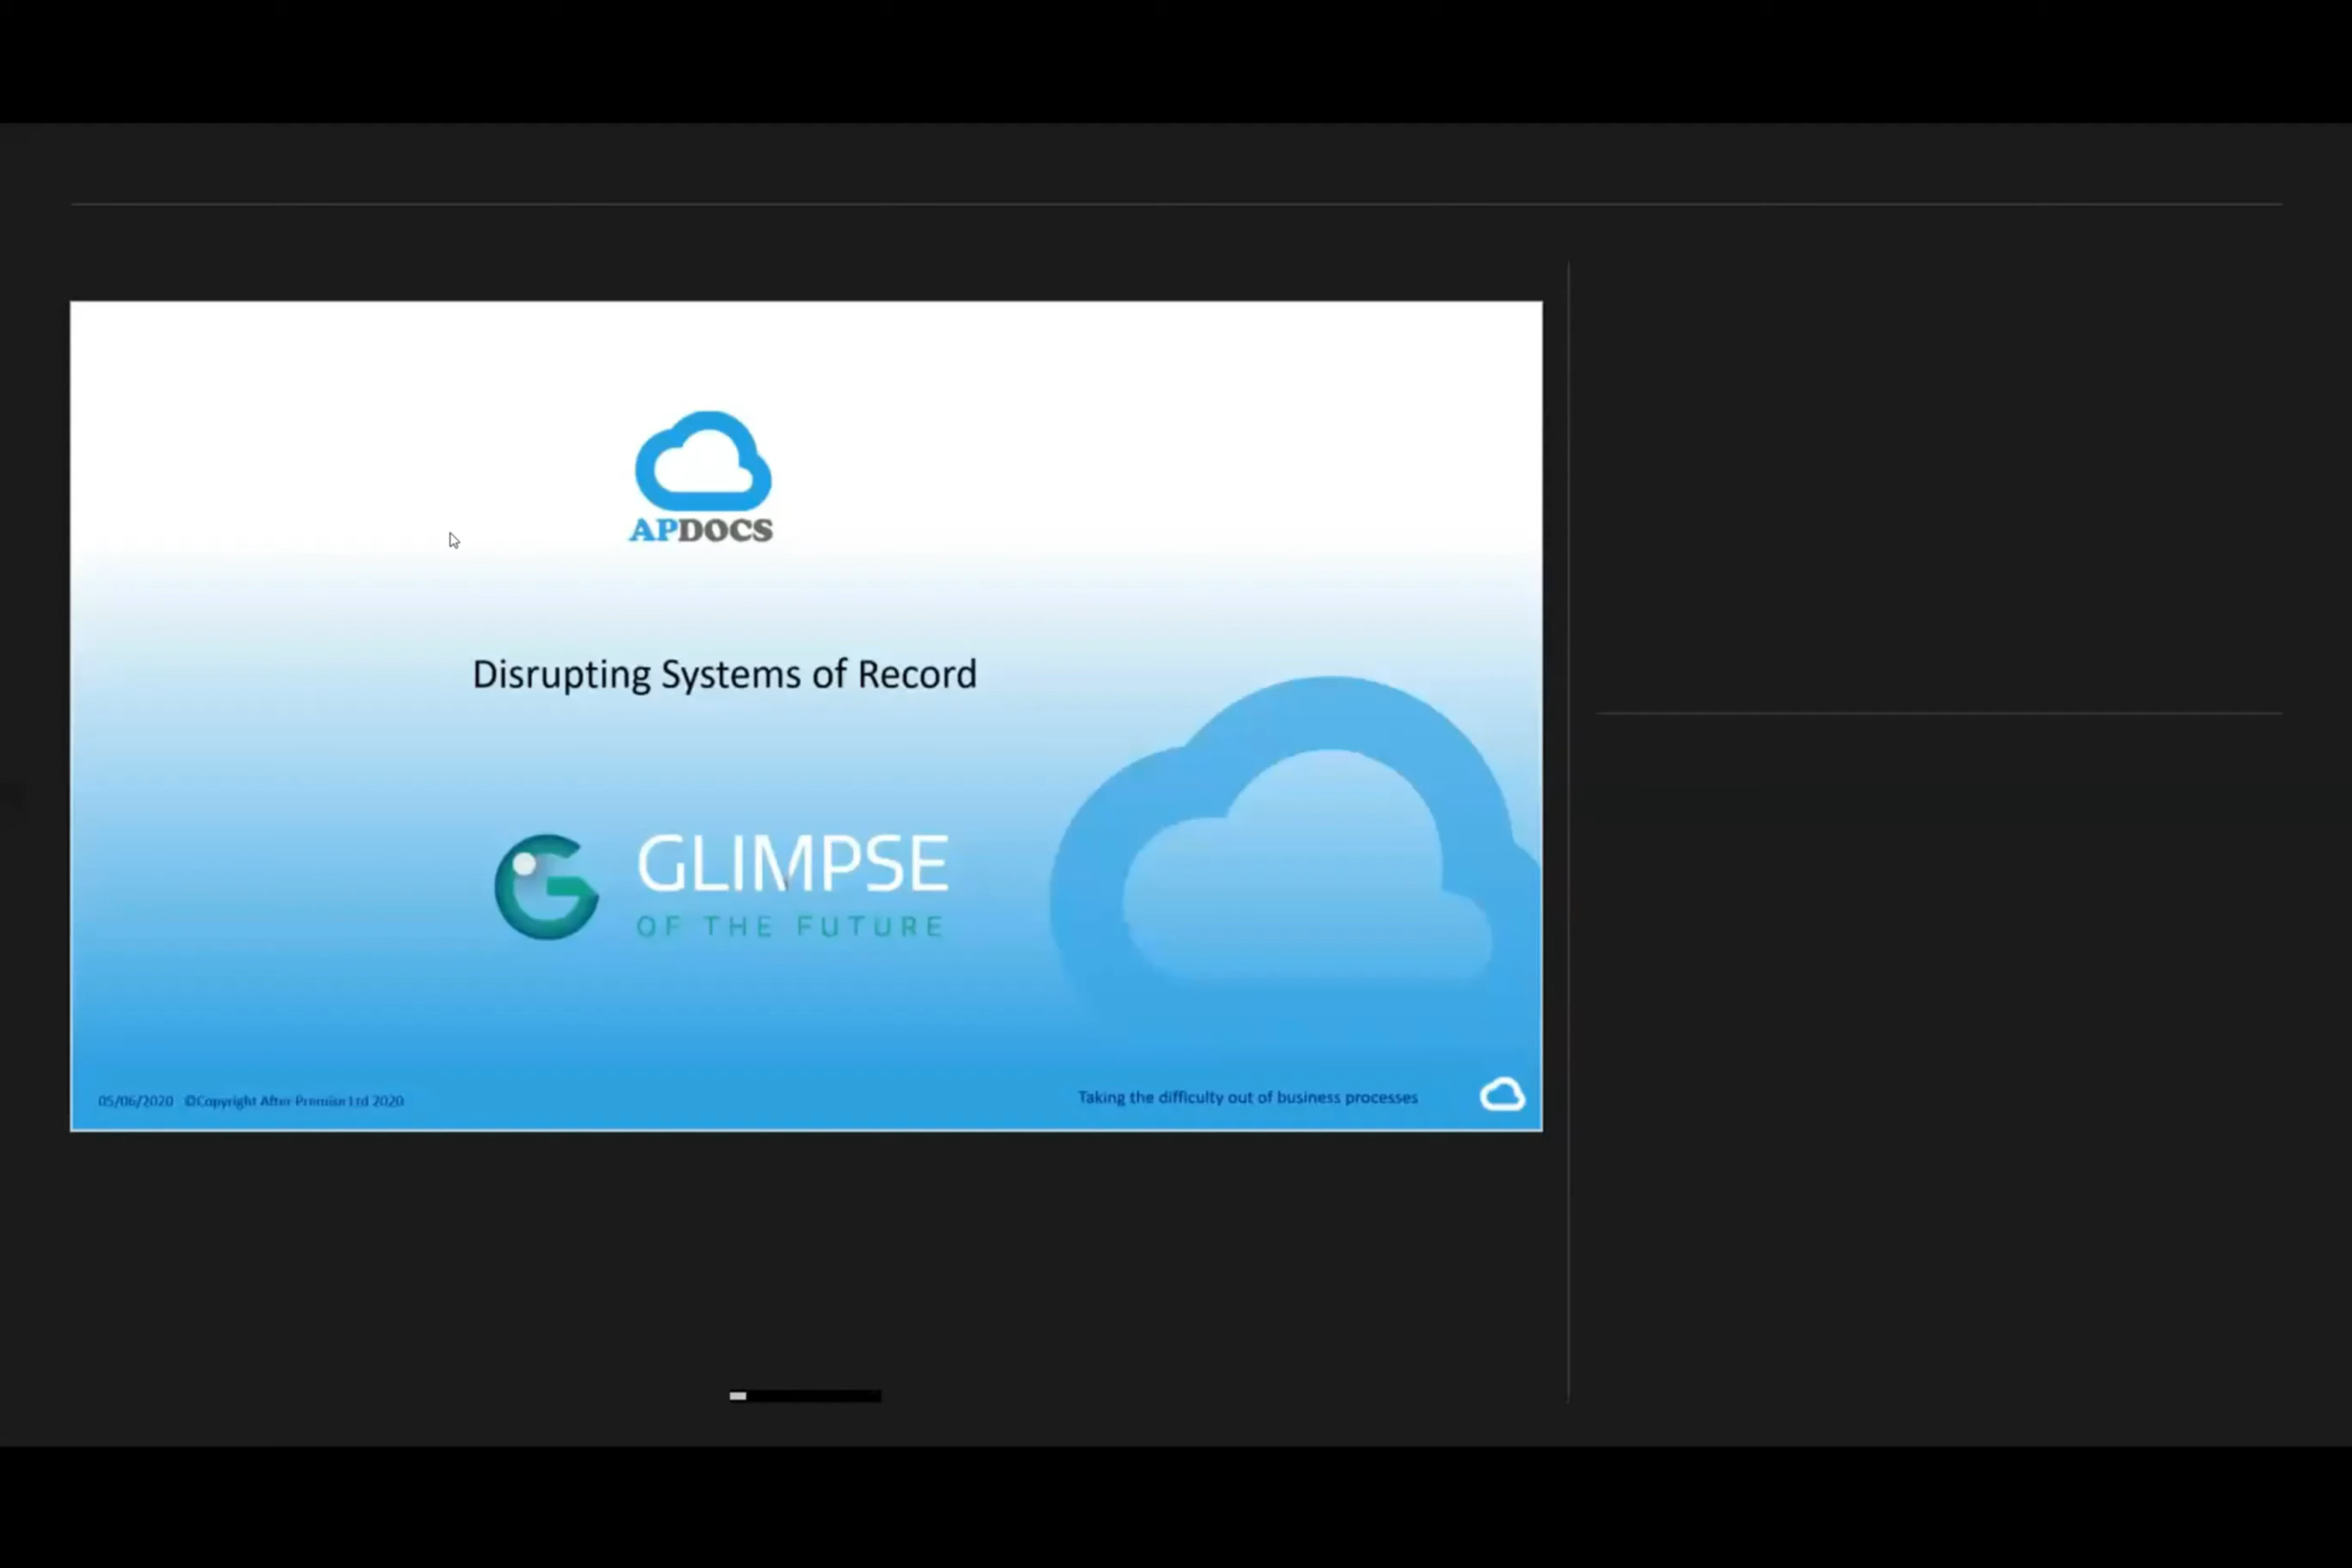 APDOCS
Disrupting Systems of Record
GLIMPSE
OF THE FUTURE
05/06/2020 ©Copyright After Premise Ltd 2020
Taking the difficulty out of business processes